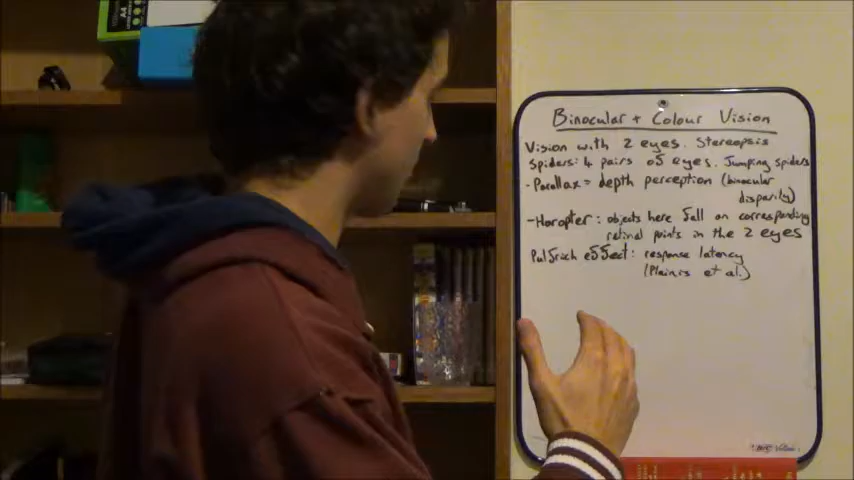 A4
Binocular + Colour Vision
Vision with 2 eyes. Stereopsis
Spiders: 4 pairs of eyes. Jumping spiders
- Parallax = depth perception (binocular
disparity)
- Horopter: objects here fall on corresponding
retinal points in the 2 eyes
Pulfrich effect: response latency
(Plainis et al.)